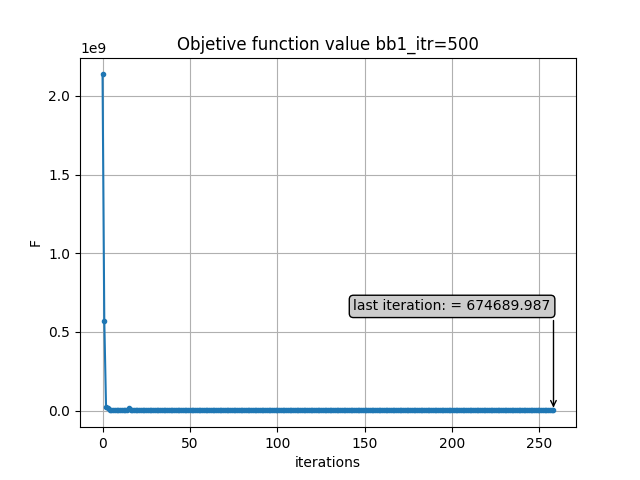 Objetive function value bb1_itr=500
1e9
2.0
1.5
1.0
0.5
0.0
F
last iteration: = 674689.987
0 50 100 150 200 250
iterations